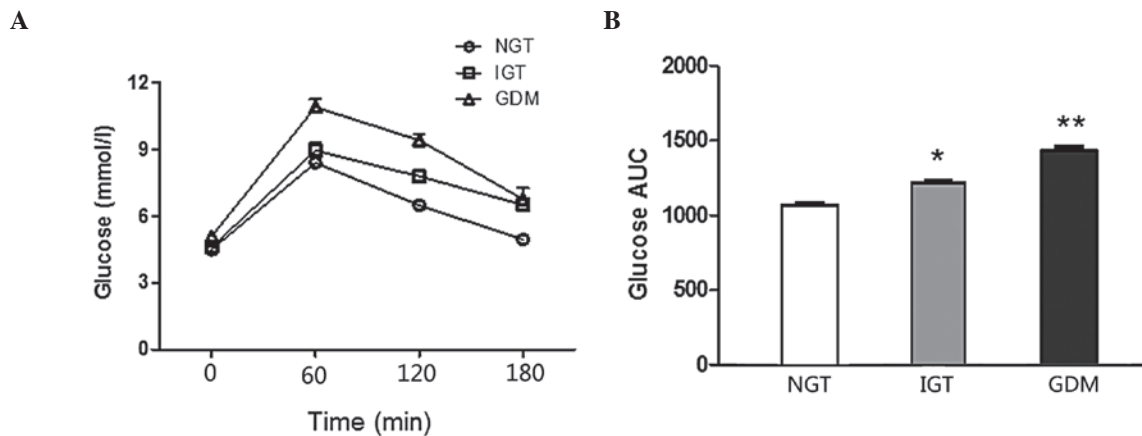 A
NGT
IGT
GDM
12
9
6
3
0
Glucose (mmol/l)
0 60 120 180
Time (min)
B
2000
1500
1000
500
0
Glucose AUC
*
**
NGT IGT GDM